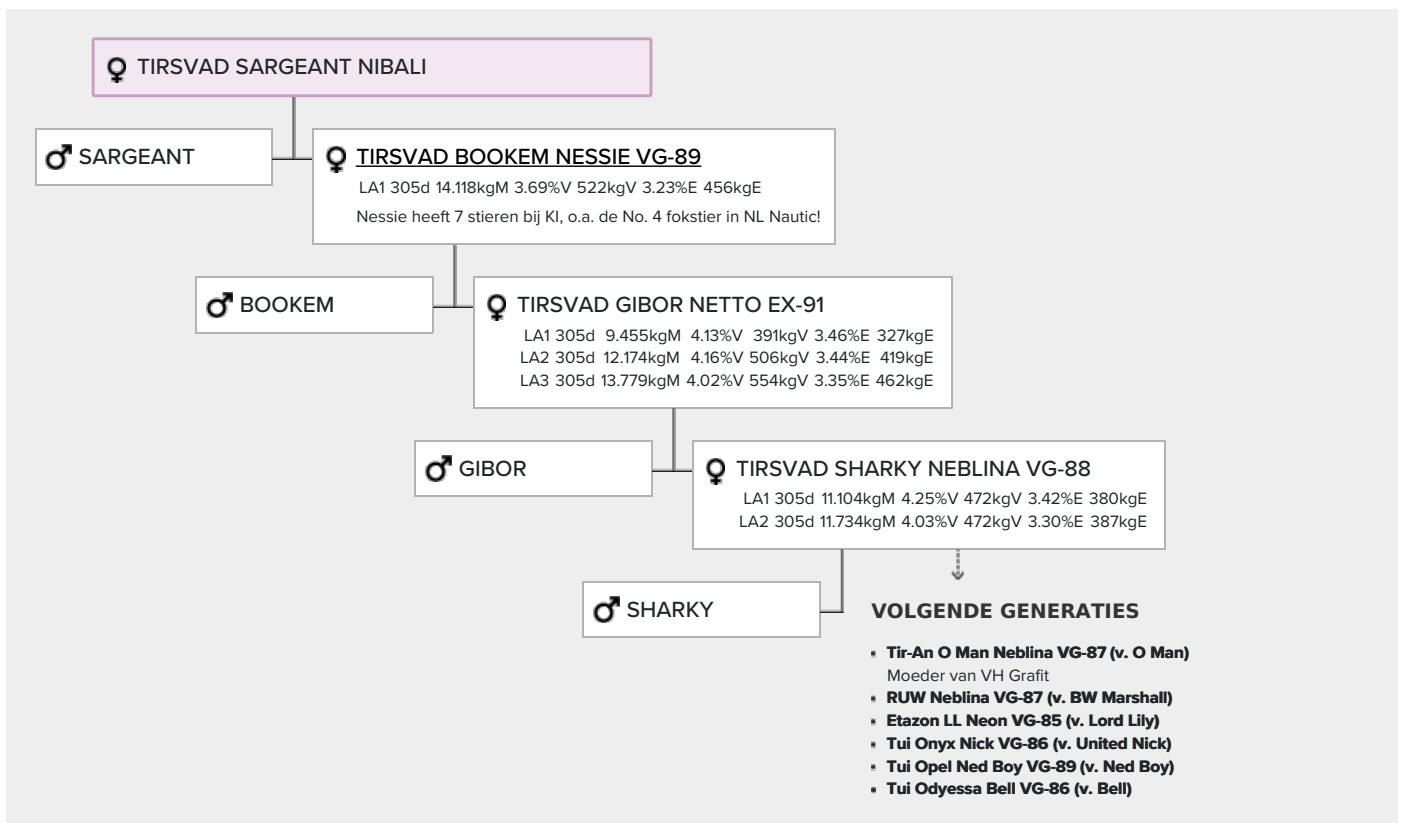 TIRSVAD SARGEANT NIBALI
SARGEANT
TIRSVAD BOOKEM NESSIE VG-89
LA1 305d 14.118kgM 3.69%V 522kgV 3.23%E 456kgE
Nessie heeft 7 stieren bij KI, o.a. de No. 4 fokstier in NL Nautic!
BOOKEM
TIRSVAD GIBOR NETTO EX-91
LA1 305d 9.455kgM 4.13%V 391kgV 3.46%E 327kgE
LA2 305d 12.174kgM 4.16%V 506kgV 3.44%E 419kgE
LA3 305d 13.779kgM 4.02%V 554kgV 3.35%E 462kgE
GIBOR
TIRSVAD SHARKY NEBLINA VG-88
LA1 305d 11.104kgM 4.25%V 472kgV 3.42%E 380kgE
LA2 305d 11.734kgM 4.03%V 472kgV 3.30%E 387kgE
SHARKY
VOLGENDE GENERATIES
Tir-An O Man Neblina VG-87 (v. O Man)
Moeder van VH Grafit
RUW Neblina VG-87 (v. BW Marshall)
Etazon LL Neon VG-85 (v. Lord Lily)
Tui Onyx Nick VG-86 (v. United Nick)
Tui Opel Ned Boy VG-89 (v. Ned Boy)
Tui Odyessa Bell VG-86 (v. Bell)